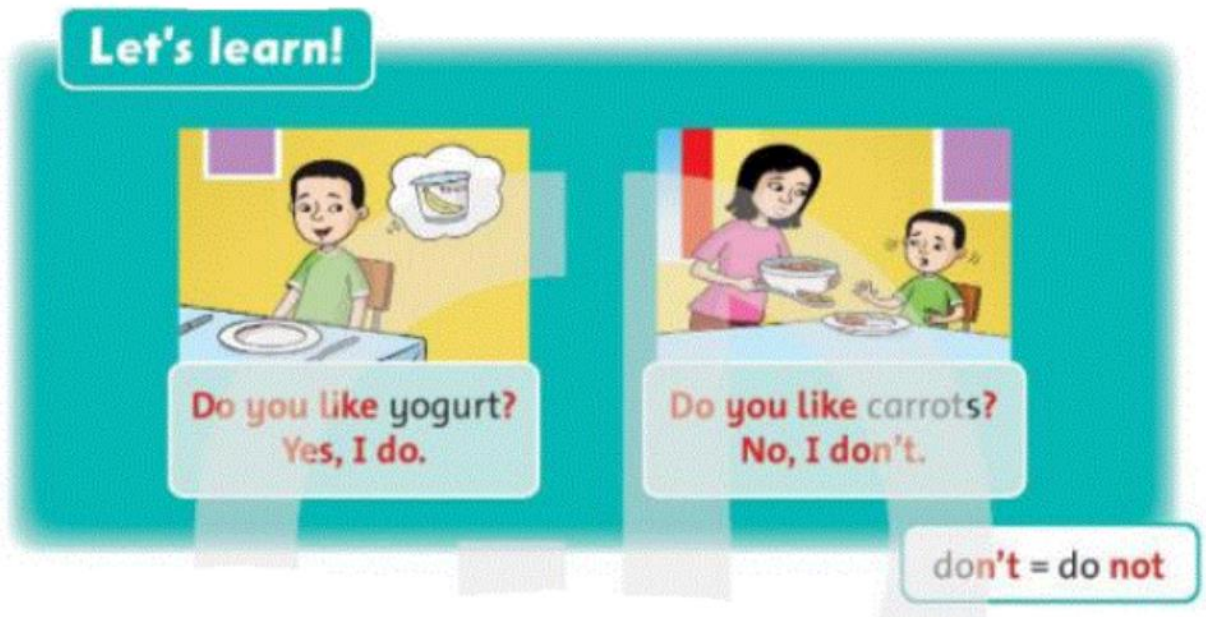 Let's learn!
Do you like yogurt?
Yes, I do.
Do you like carrots?
No, I don't.
don't = do not